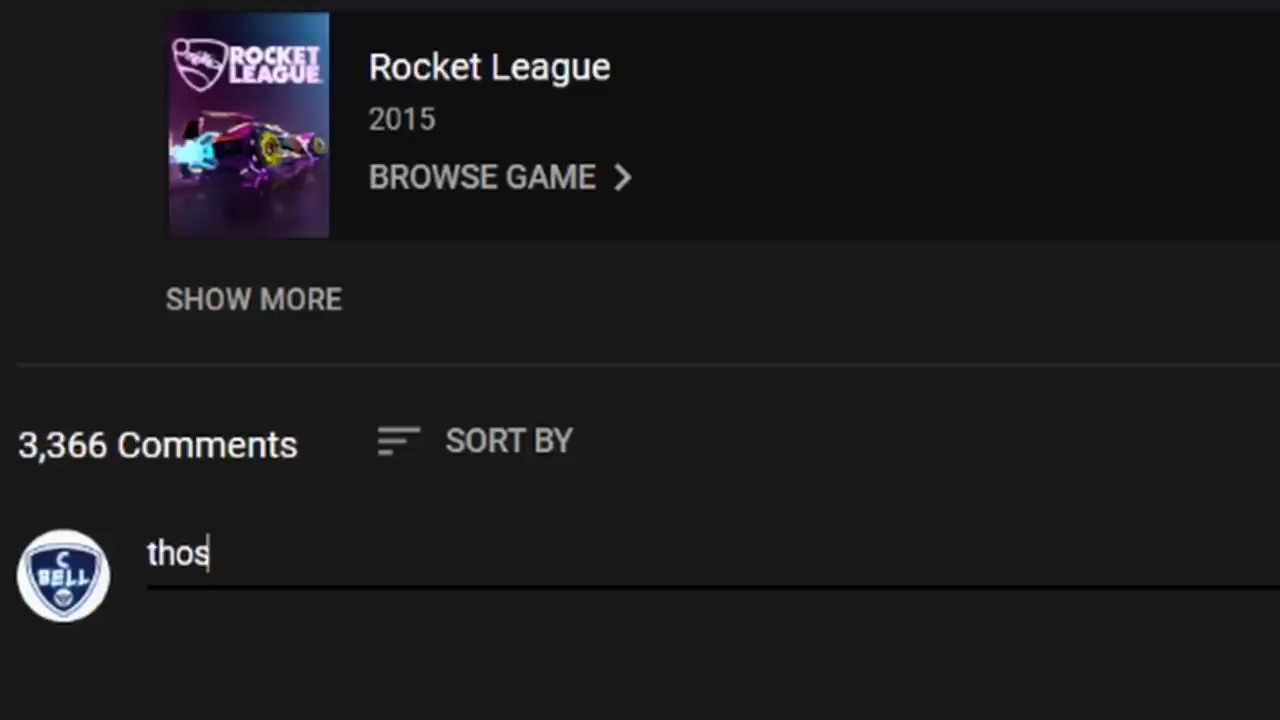 ROCKET
LEAGUE
Rocket League
2015
BROWSE GAME
SHOW MORE
3,366 Comments
SORT BY
thos
C
BELL